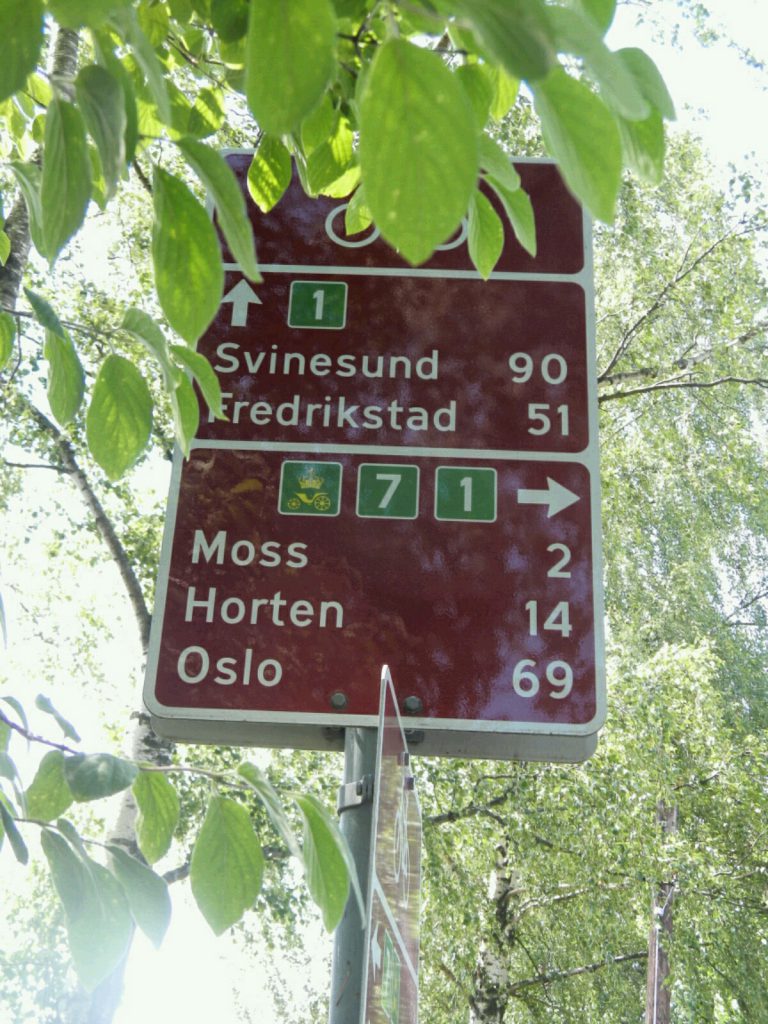 1
Svinesund 90
Fredrikstad 51
7 1
Moss 2
Horten 14
Oslo 69